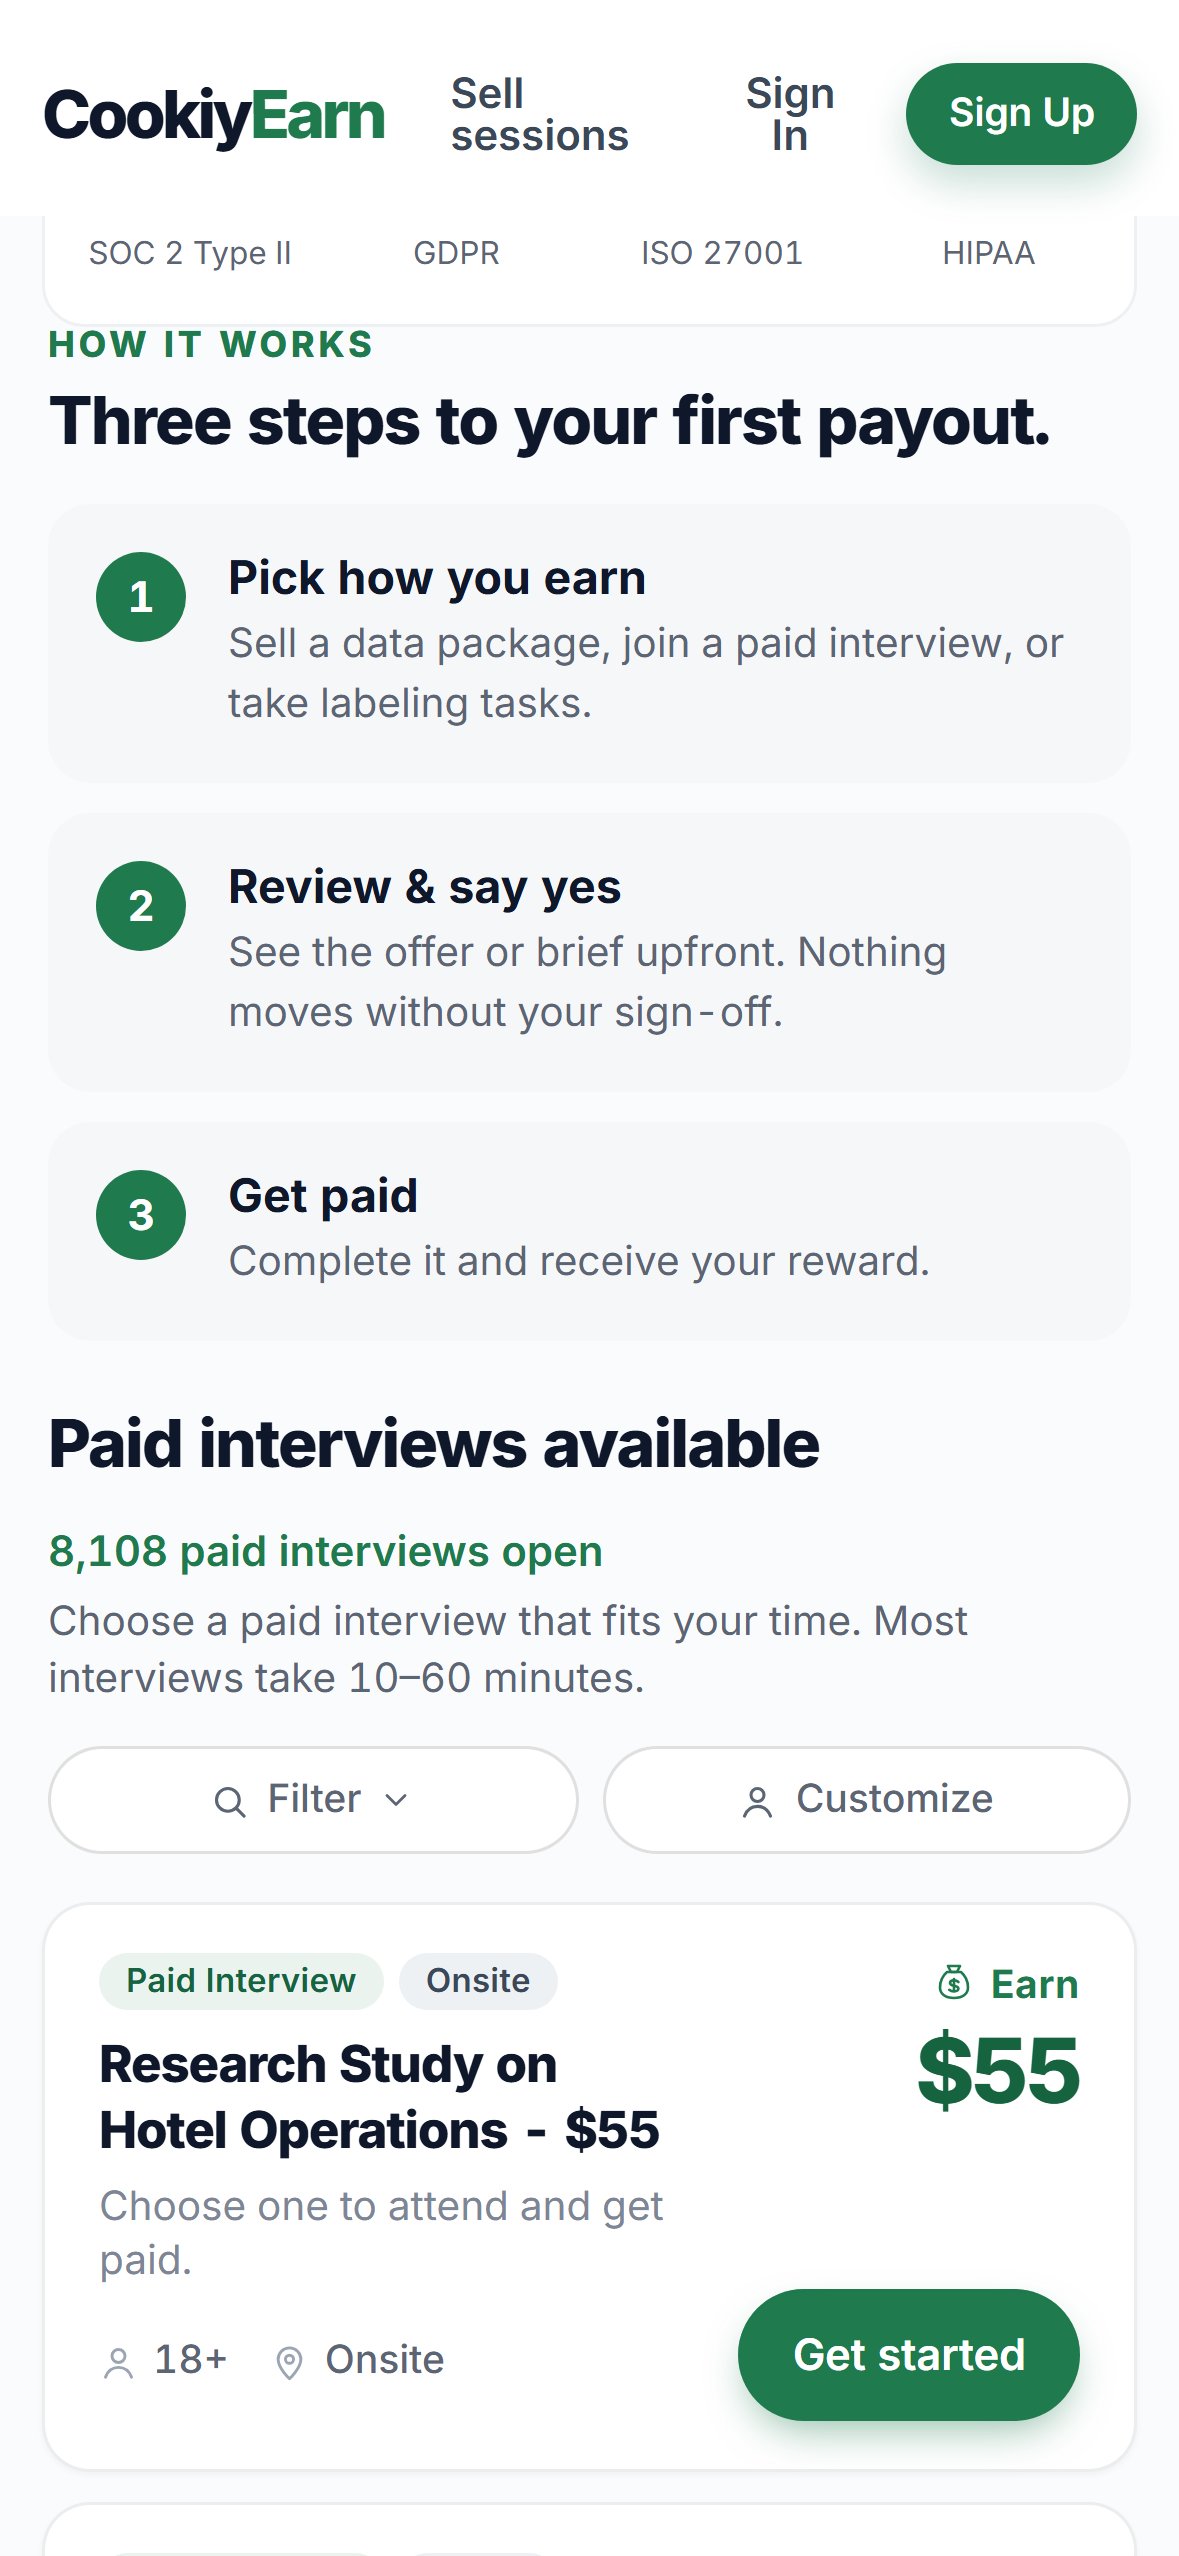 CookiyEarn
Sell
sessions
Sign
In
Sign Up
SOC 2 Type II
GDPR
ISO 27001
HIPAA
HOW IT WORKS
Three steps to your first payout.
1
Pick how you earn
Sell a data package, join a paid interview, or
take labeling tasks.
2
Review & say yes
See the offer or brief upfront. Nothing
moves without your sign-off.
3
Get paid
Complete it and receive your reward.
Paid interviews available
8,108 paid interviews open
Choose a paid interview that fits your time. Most
interviews take 10–60 minutes.
Filter
Customize
Paid Interview
Onsite
Earn
$55
Research Study on
Hotel Operations - $55
Choose one to attend and get
paid.
18+
Onsite
Get started